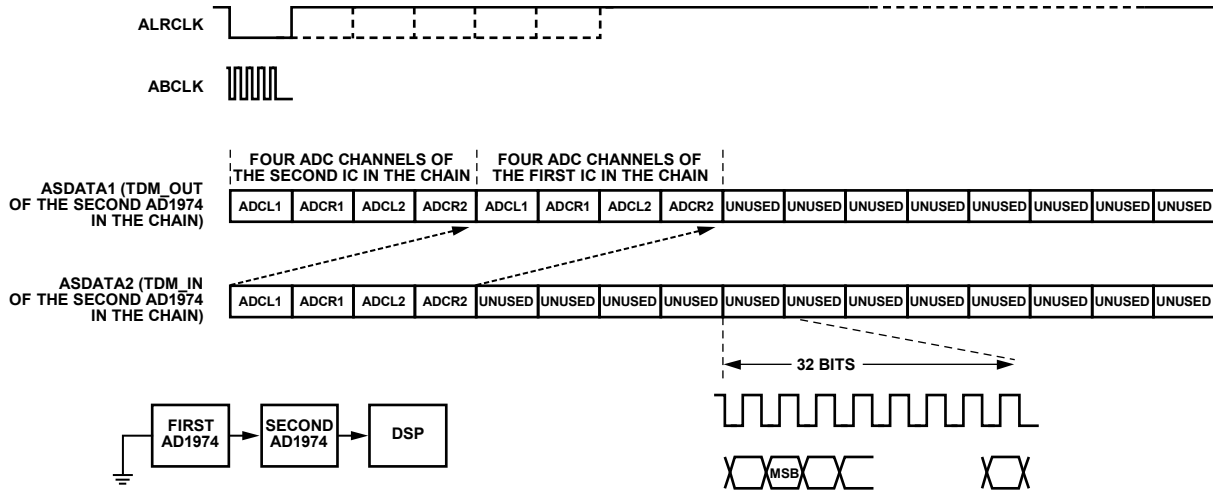 ALRCLK
ABCLK
FOUR ADC CHANNELS OF
THE SECOND IC IN THE CHAIN
FOUR ADC CHANNELS OF
THE FIRST IC IN THE CHAIN
ASDATA1 (TDM_OUT
OF THE SECOND AD1974
IN THE CHAIN)
ADCL1 ADCR1 ADCL2 ADCR2 ADCL1 ADCR1 ADCL2 ADCR2 UNUSED UNUSED UNUSED UNUSED UNUSED UNUSED UNUSED UNUSED
ASDATA2 (TDM_IN
OF THE SECOND AD1974
IN THE CHAIN)
ADCL1 ADCR1 ADCL2 ADCR2 UNUSED UNUSED UNUSED UNUSED UNUSED UNUSED UNUSED UNUSED UNUSED UNUSED UNUSED UNUSED
32 BITS
FIRST
AD1974
SECOND
AD1974
DSP
MSB